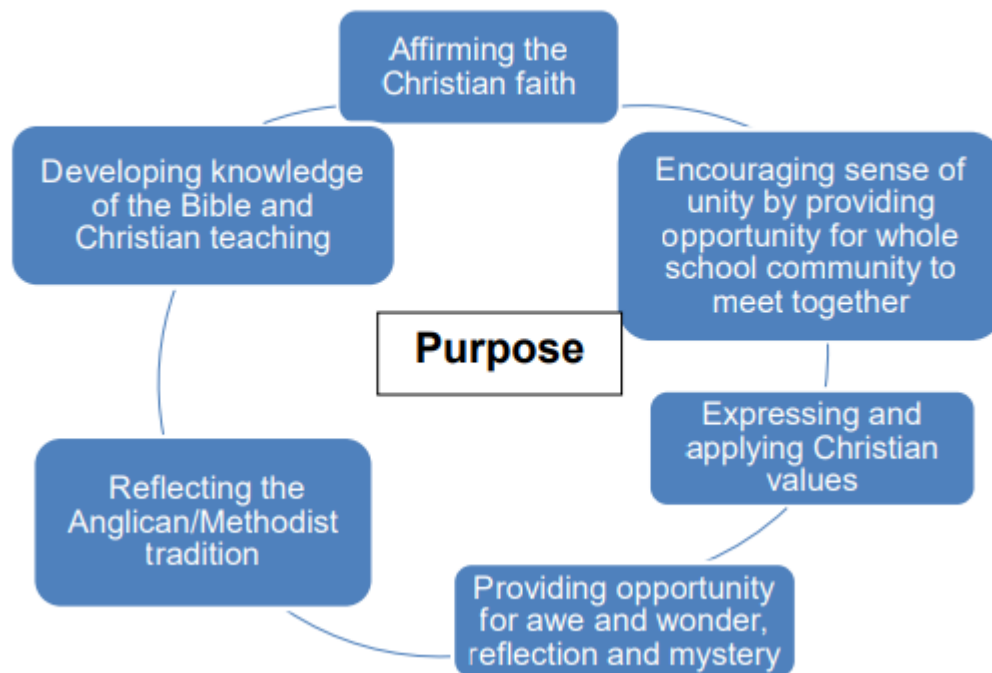 Affirming the
Christian faith
Encouraging sense of
unity by providing
opportunity for whole
school community to
meet together
Expressing and
applying Christian
values
Providing opportunity
for awe and wonder,
reflection and mystery
Reflecting the
Anglican/Methodist
tradition
Developing knowledge
of the Bible and
Christian teaching
Purpose